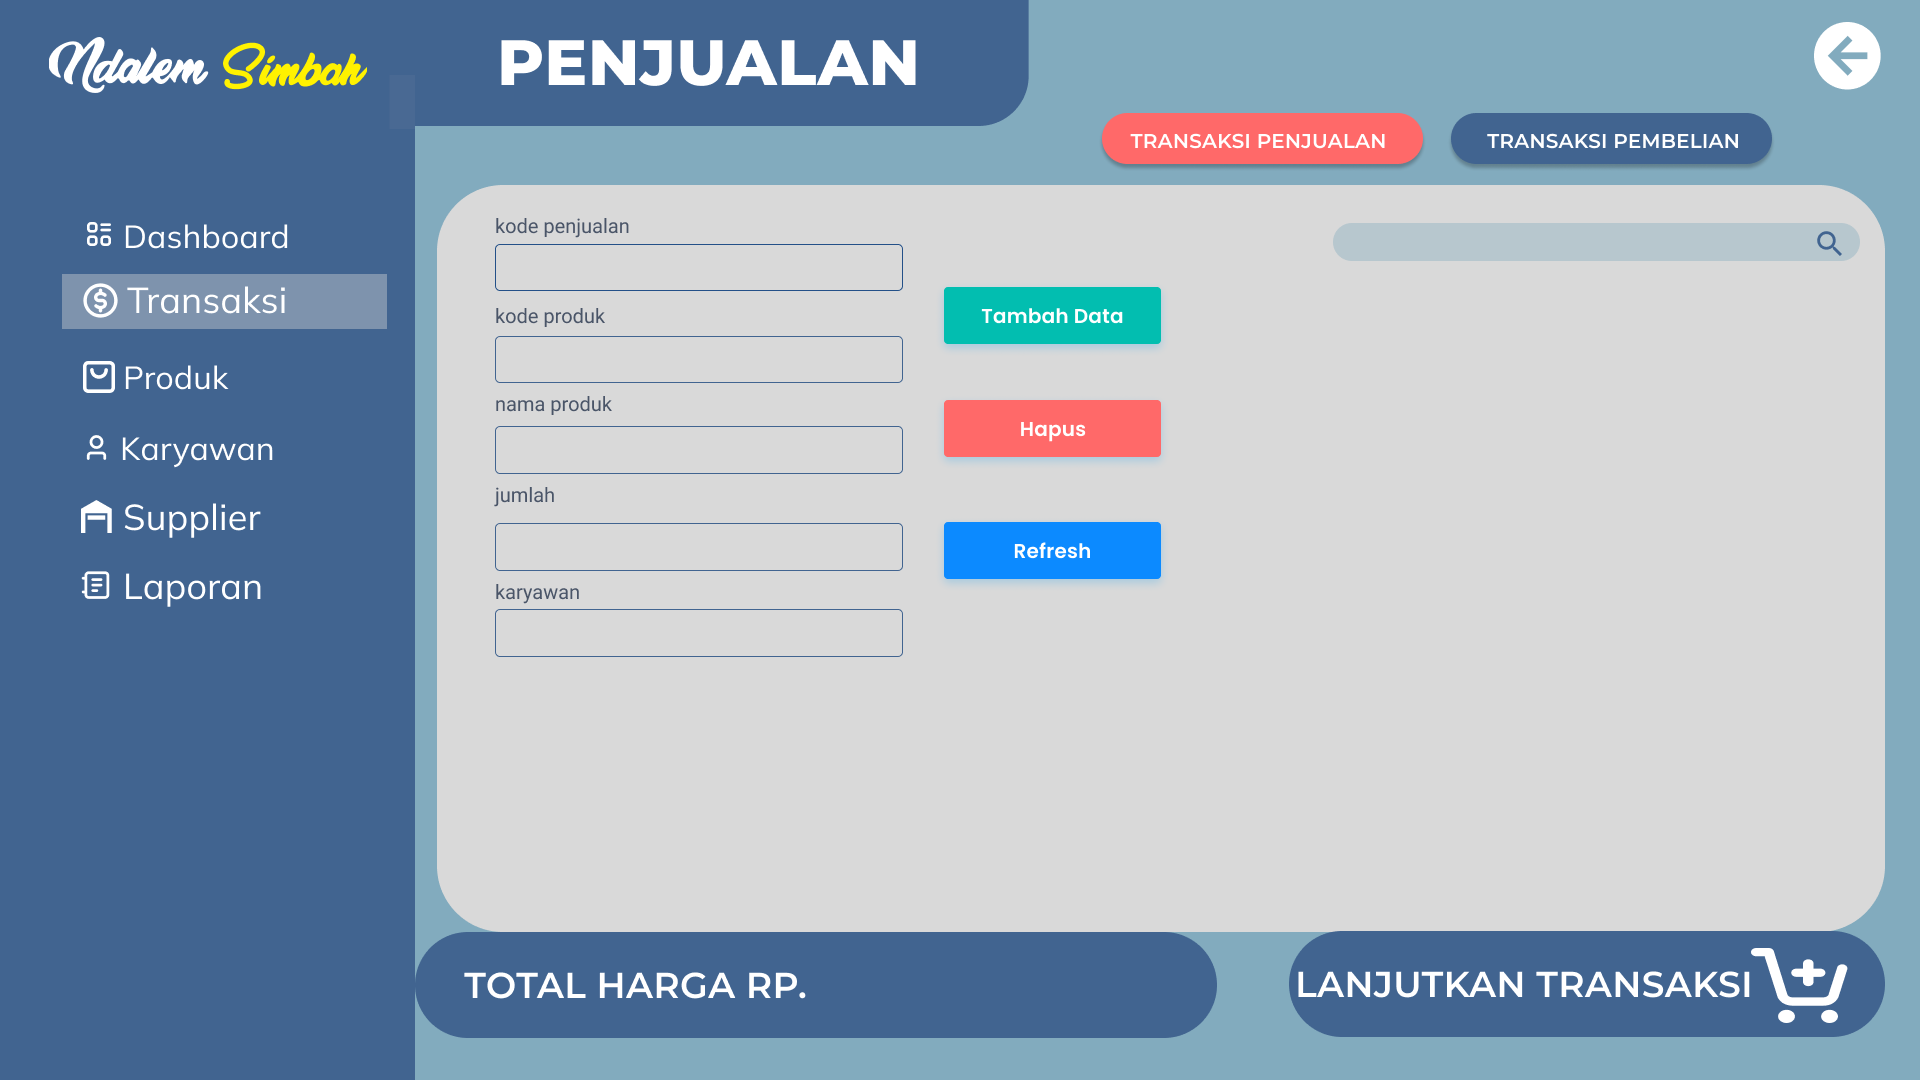 Ndalem Simbah
PENJUALAN
TRANSAKSI PENJUALAN
TRANSAKSI PEMBELIAN
Dashboard
Transaksi
Produk
Karyawan
Supplier
Laporan
kode penjualan
kode produk
nama produk
jumlah
karyawan
Tambah Data
Hapus
Refresh
TOTAL HARGA RP.
LANJUTKAN TRANSAKSI